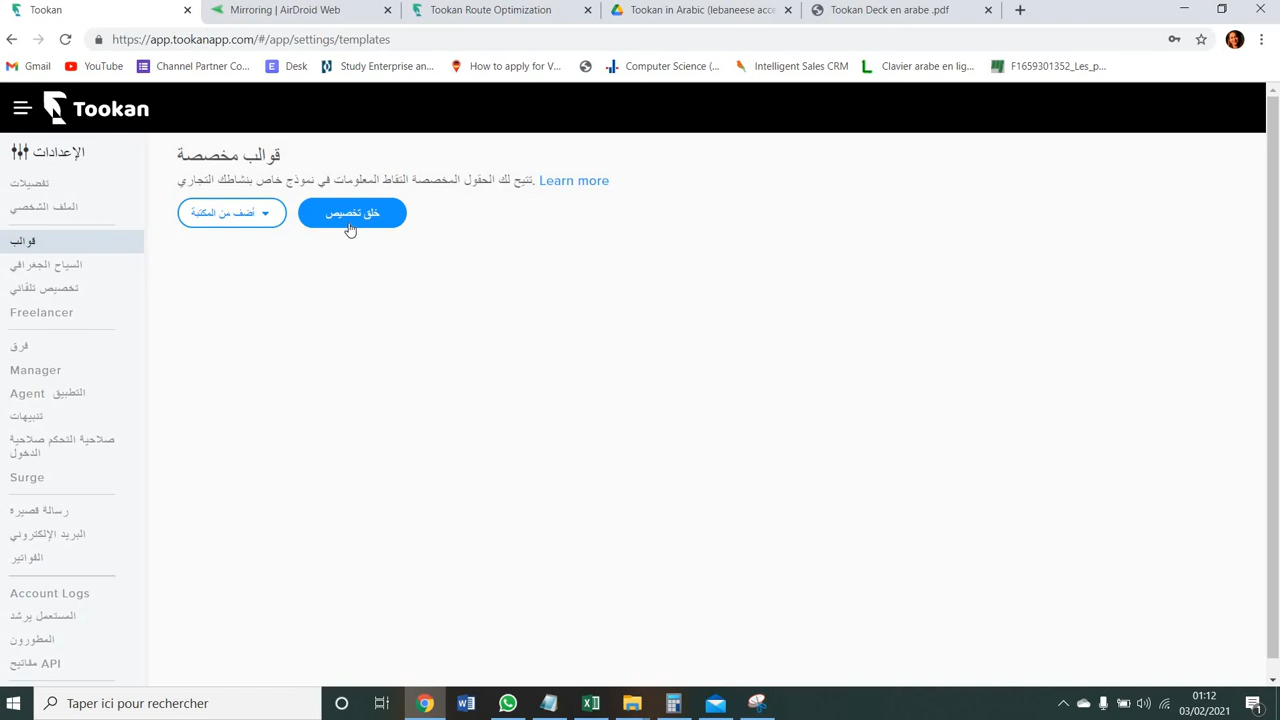 Tookan
Mirroring | AirDroid Web
Tookan Route Optimization
Tookan in Arabic (lebaneese acce
Tookan Deck en arabe .pdf
https://app.tookanapp.com/#/app/settings/templates
Gmail
YouTube
Channel Partner Co...
Desk
Study Enterprise an...
How to apply for V...
Computer Science (...
Intelligent Sales CRM
Clavier arabe en lig...
F1659301352_Les_p...
Tookan
الإعدادات
تفضيلات
الملف الشخصي
قوالب
السياج الجغرافي
تخصيص تلقائي
Freelancer
فرق
Manager
Agent التطبيق
تنبيهات
صلاحية التحكم صلاحية
الدخول
Surge
رسالة قصيره
البريد الإلكتروني
الفواتير
Account Logs
المستعمل يرشد
المطورون
API مفاتيح
قوالب مخصصة
تتيح لك الحقول المخصصة التقاط المعلومات في نموذج خاص بنشاطك التجاري. Learn more
أضف من المكتبة
خلق تخصيص
Taper ici pour rechercher
01:12
03/02/2021
1